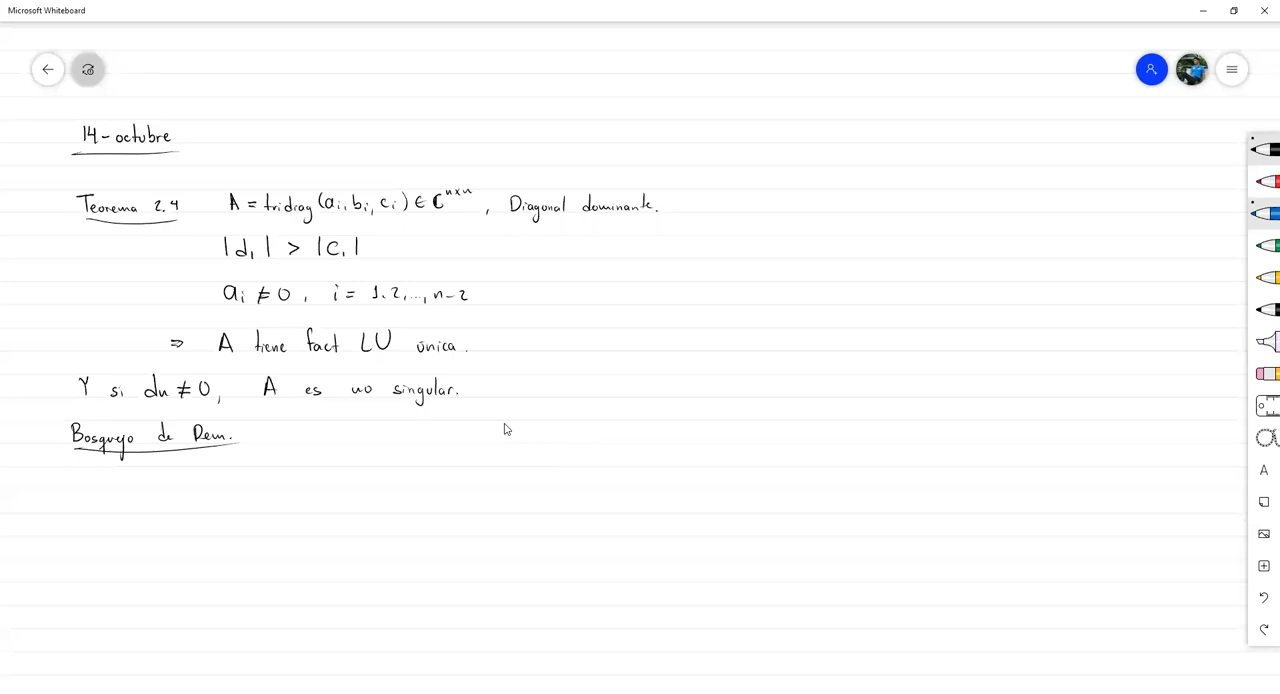 Microsoft Whiteboard
14-octubre
Teorema 2.4 A = tridiag(ai, bi, ci) ∈ ℂ^{n×n}, Diagonal dominante.
|d₁| > |c₁|
ai ≠ 0, i = 1,2,...,n-2
⇒ A tiene fact LU única.
Y si dn ≠ 0, A es no singular.
Bosquejo de Dem.
A